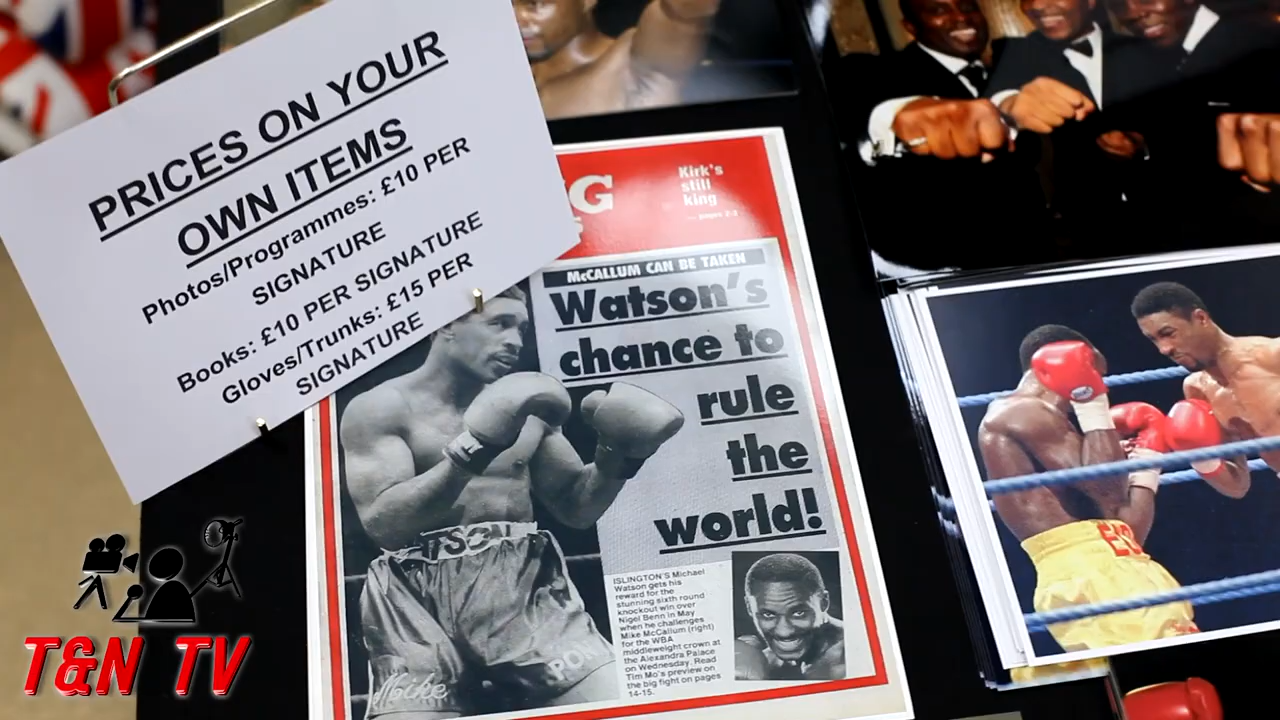 PRICES ON YOUR
OWN ITEMS
Photos/Programmes: £10 PER
SIGNATURE
Books: £10 PER SIGNATURE
Gloves/Trunks: £15 PER
SIGNATURE
G
Kirk's
still
king
McCALLUM CAN BE TAKEN
Watson's
chance to
rule
the
world!
ISLINGTON'S Michael
Watson gets his
reward for the
stunning sixth round
knockout win over
Nigel Benn in May
when he challenges
Mike McCallum (right)
for the WBA
middleweight crown at
the Alexandra Palace
on Wednesday. Read
Tim Mo's preview on
the big fight on pages
14-15.
TSON
Mike
T&N TV